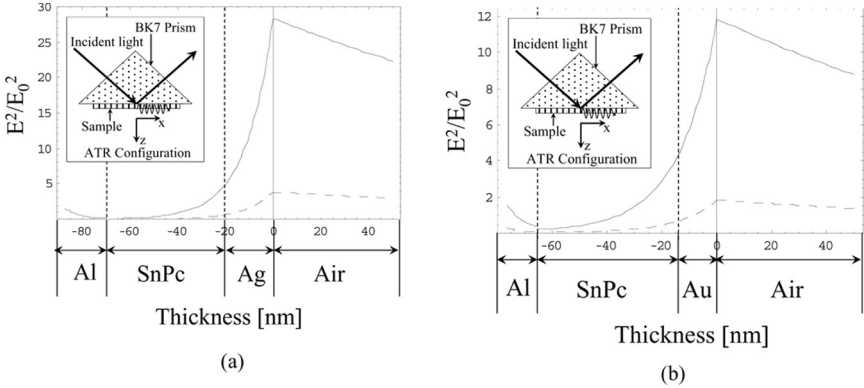 E²/E₀²
30
25
20
15
10
5
Incident light
BK7 Prism
Sample
x
z
ATR Configuration
-80 -60 -40 -20 0 20 40
Al SnPc Ag Air
Thickness [nm]
(a)
E²/E₀²
12
10
8
6
4
2
Incident light
BK7 Prism
Sample
x
z
ATR Configuration
-60 -40 -20 0 20 40
Al SnPc Au Air
Thickness [nm]
(b)